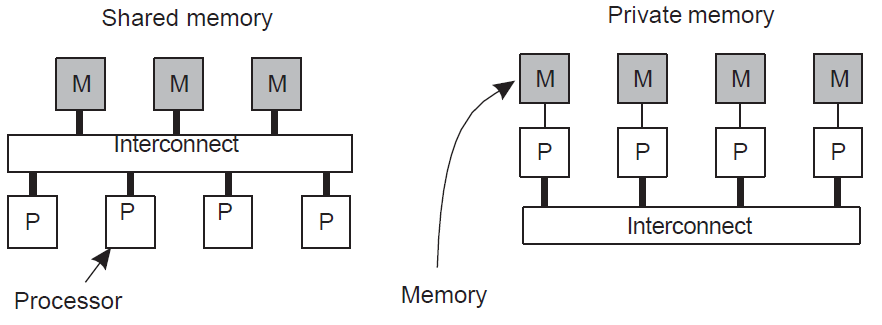 Shared memory
M M M
Interconnect
P P P P
Processor
Private memory
M M M M
P P P P
Interconnect
Memory